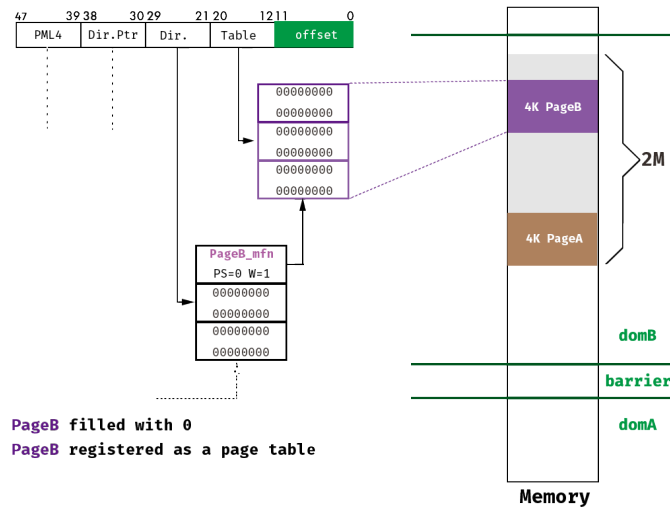 47 39 38 30 29 21 20 12 11 0
PML4 Dir.Ptr Dir. Table offset
00000000
00000000
00000000
00000000
00000000
00000000
4K PageB
2M
4K PageA
PageB_mfn
PS=0 W=1
00000000
00000000
00000000
00000000
domB
barrier
domA
PageB filled with 0
PageB registered as a page table
Memory